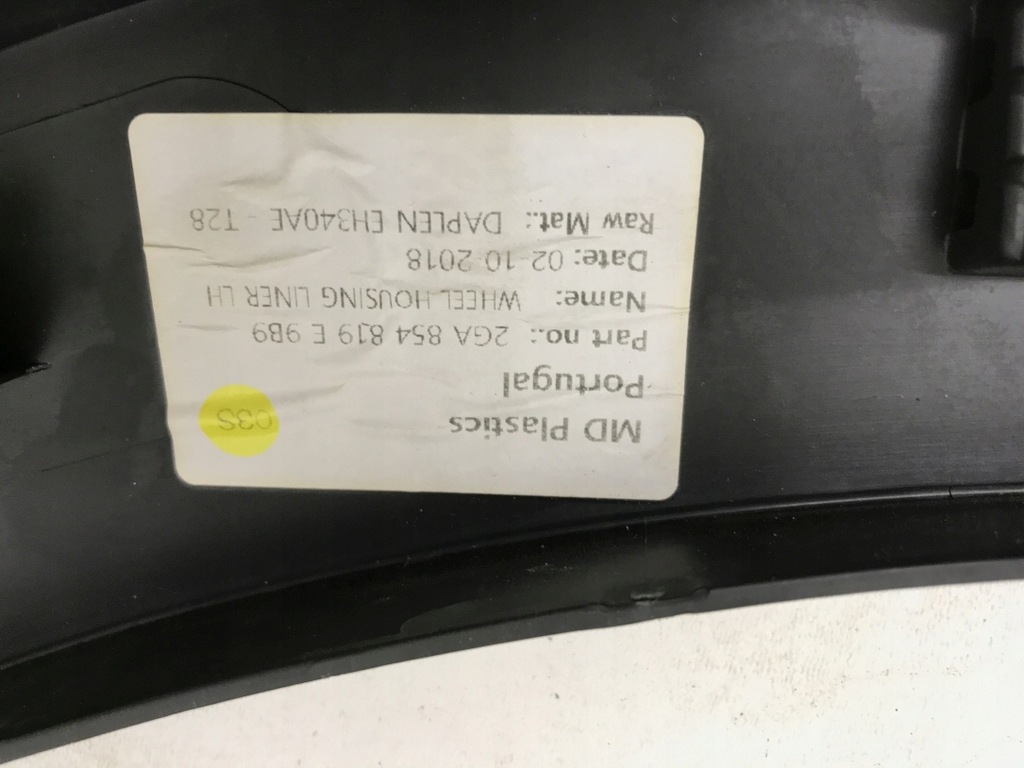 MD Plastics
Portugal
Part no.: 2GA 854 819 E 9B9
Name: WHEEL HOUSING LINER LH
Date: 02-10-2018
Raw Mat.: DAPLEN EH340AE - T28
03S